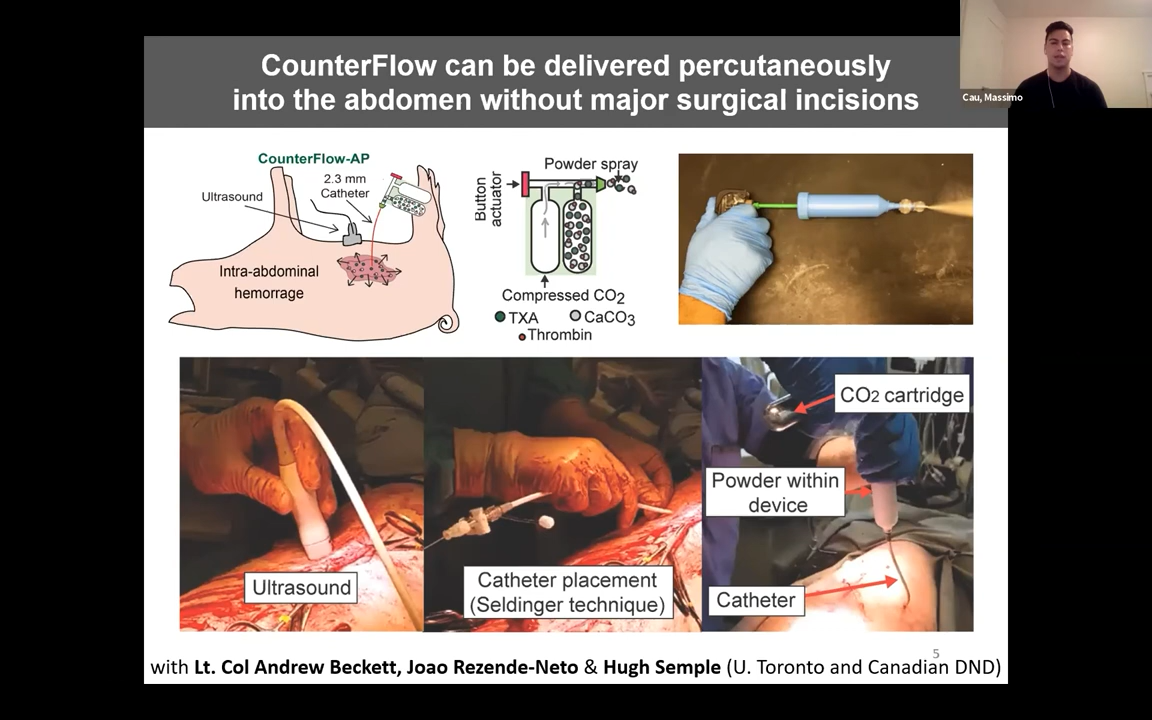 CounterFlow can be delivered percutaneously
into the abdomen without major surgical incisions
Cau, Massimo
CounterFlow-AP
2.3 mm
Catheter
Ultrasound
Intra-abdominal
hemorrage
Powder spray
Button
actuator
Compressed CO2
TXA
CaCO3
Thrombin
Ultrasound
Catheter placement
(Seldinger technique)
CO2 cartridge
Powder within
device
Catheter
5
with Lt. Col Andrew Beckett, Joao Rezende-Neto & Hugh Semple (U. Toronto and Canadian DND)